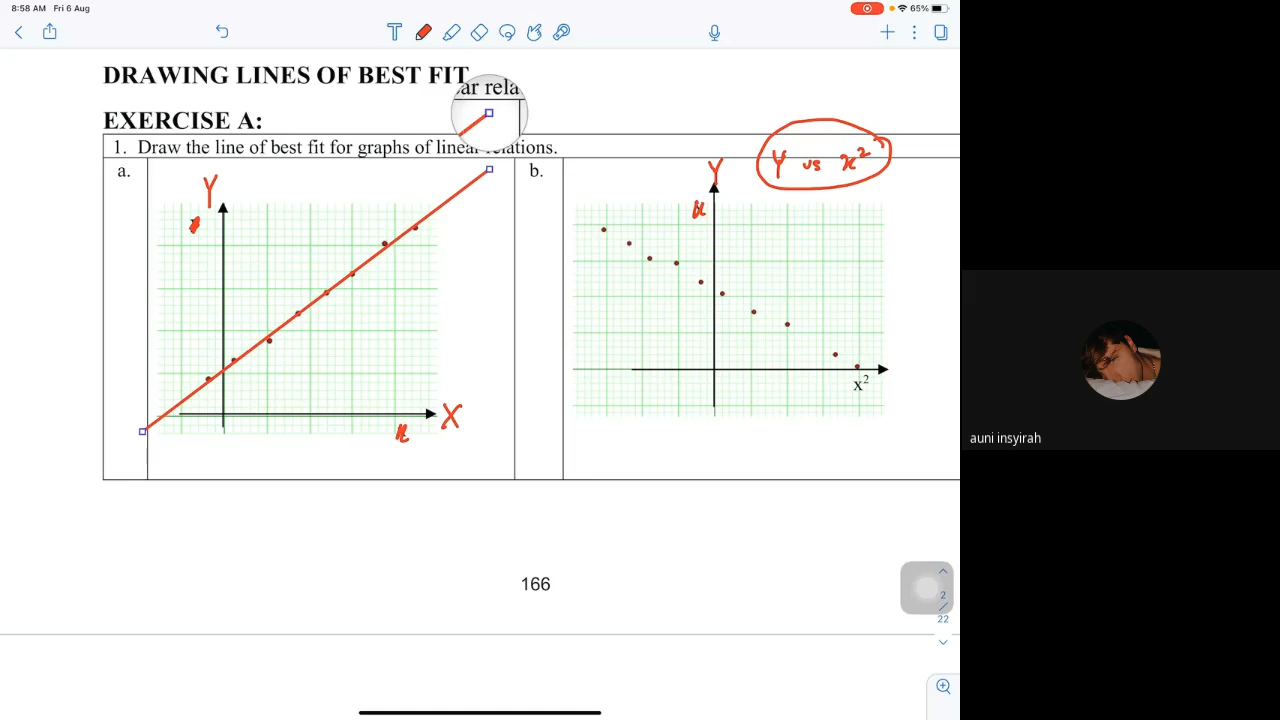 8:58 AM Fri 6 Aug
65%
T
DRAWING LINES OF BEST FIT
ar rela
EXERCISE A:
1. Draw the line of best fit for graphs of linear relations.
a.
b.
Y
Y
Y vs x²
x
X
x²
auni insyirah
166
2
/
22